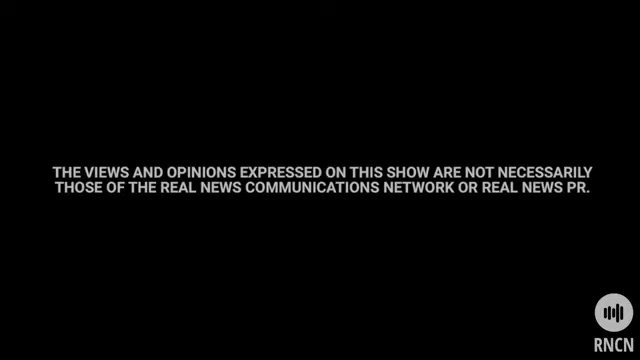 THE VIEWS AND OPINIONS EXPRESSED ON THIS SHOW ARE NOT NECESSARILY
THOSE OF THE REAL NEWS COMMUNICATIONS NETWORK OR REAL NEWS PR.
RNCN